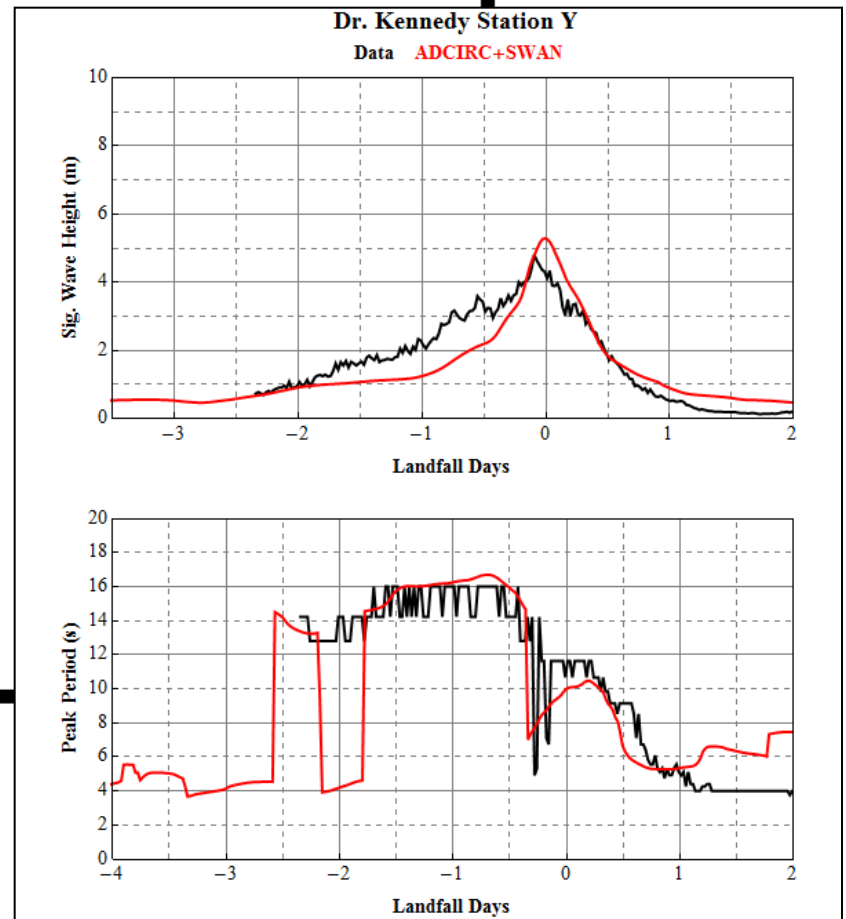 Dr. Kennedy Station Y
Data ADCIRC+SWAN
Sig. Wave Height (m)
10
8
6
4
2
0
−3 −2 −1 0 1 2
Landfall Days
Peak Period (s)
20
18
16
14
12
10
8
6
4
2
0
−4 −3 −2 −1 0 1 2
Landfall Days